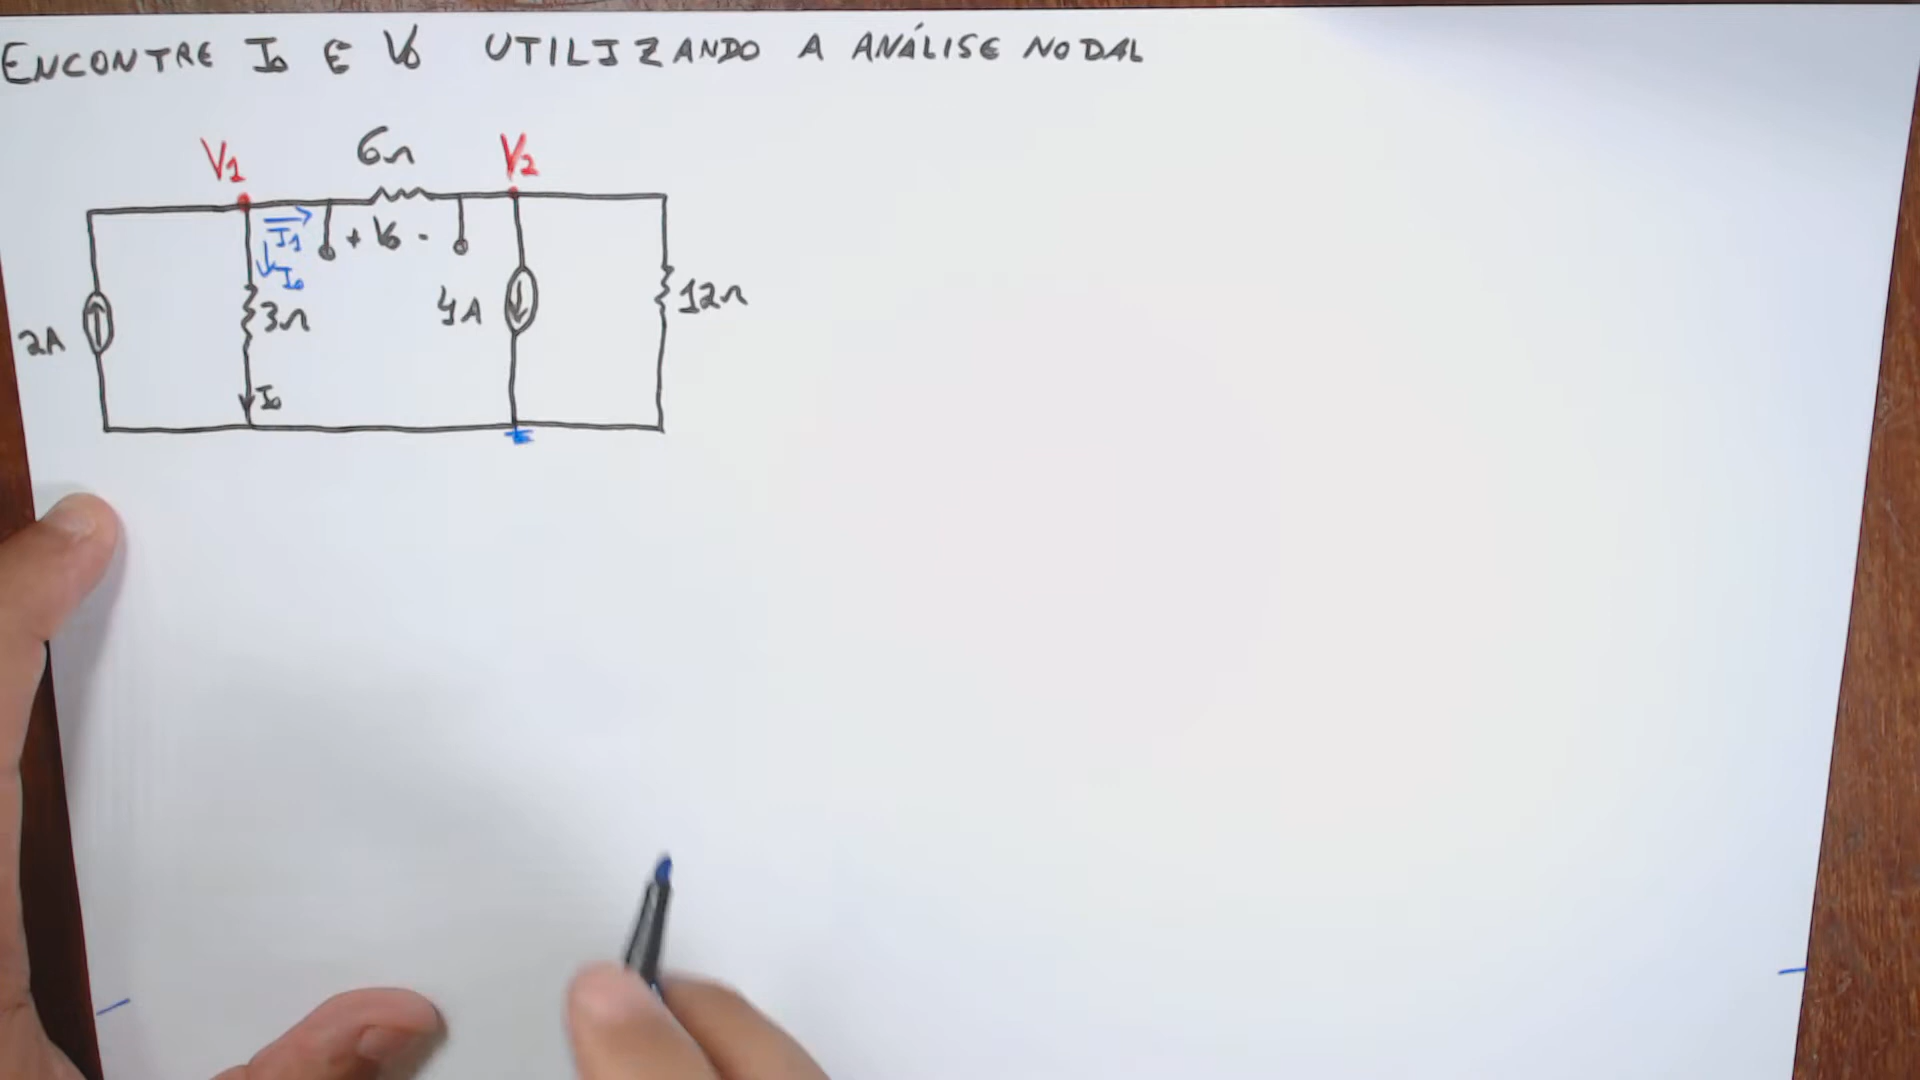 ENCONTRE Io E Vo UTILIZANDO A ANÁLISE NODAL
6Ω
V1
V2
I1
+ Vo -
Io
2A
3Ω
4A
12Ω
Io